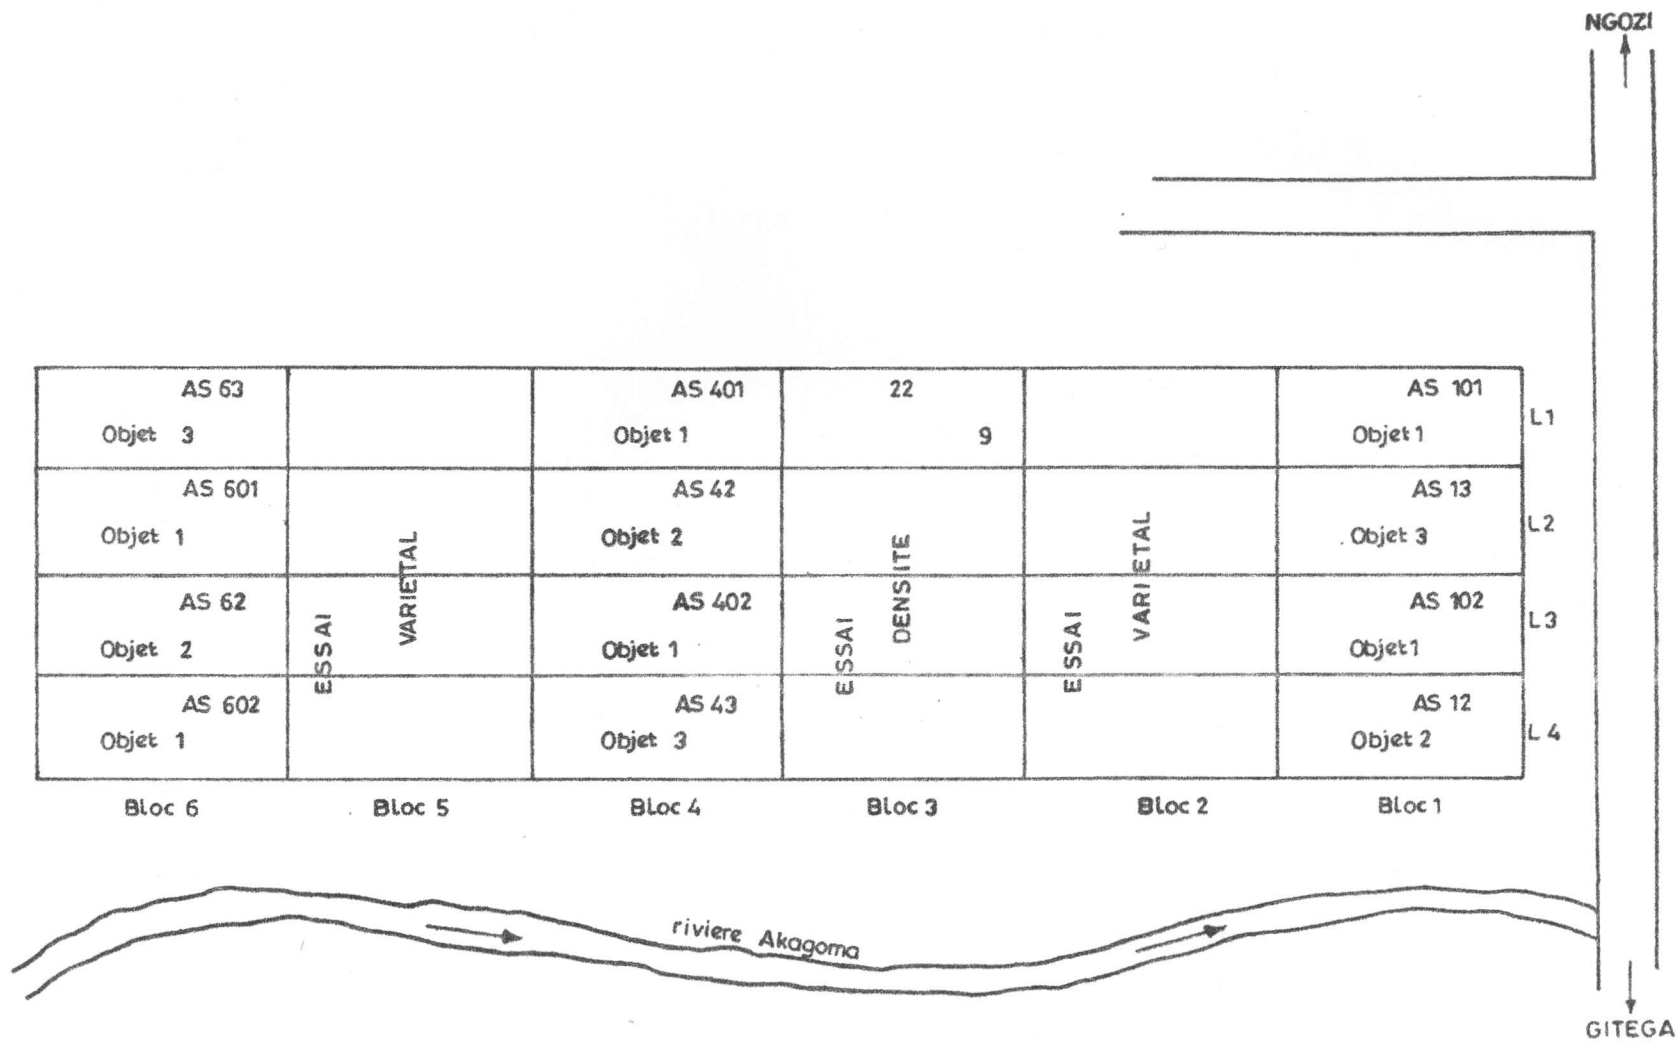 NGOZI
AS 63
AS 401
22
AS 101
L1
Objet 3
Objet 1
9
Objet 1
AS 601
AS 42
AS 13
L2
Objet 1
Objet 2
Objet 3
ESSAI
VARIETAL
ESSAI
DENSITE
ESSAI
VARIETAL
AS 62
AS 402
AS 102
L3
Objet 2
Objet 1
Objet 1
AS 602
AS 43
AS 12
L 4
Objet 1
Objet 3
Objet 2
Bloc 6
Bloc 5
Bloc 4
Bloc 3
Bloc 2
Bloc 1
riviere Akagoma
GITEGA